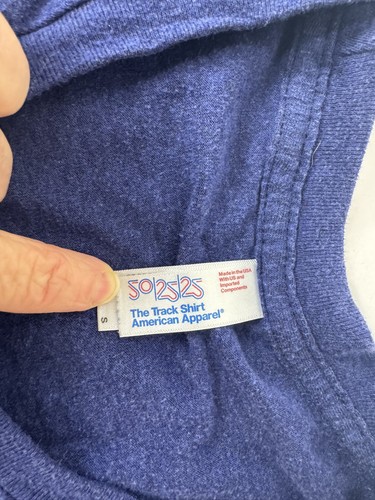 50/25/25
The Track Shirt
American Apparel®
Made in the USA
With US and
Imported
Components
S